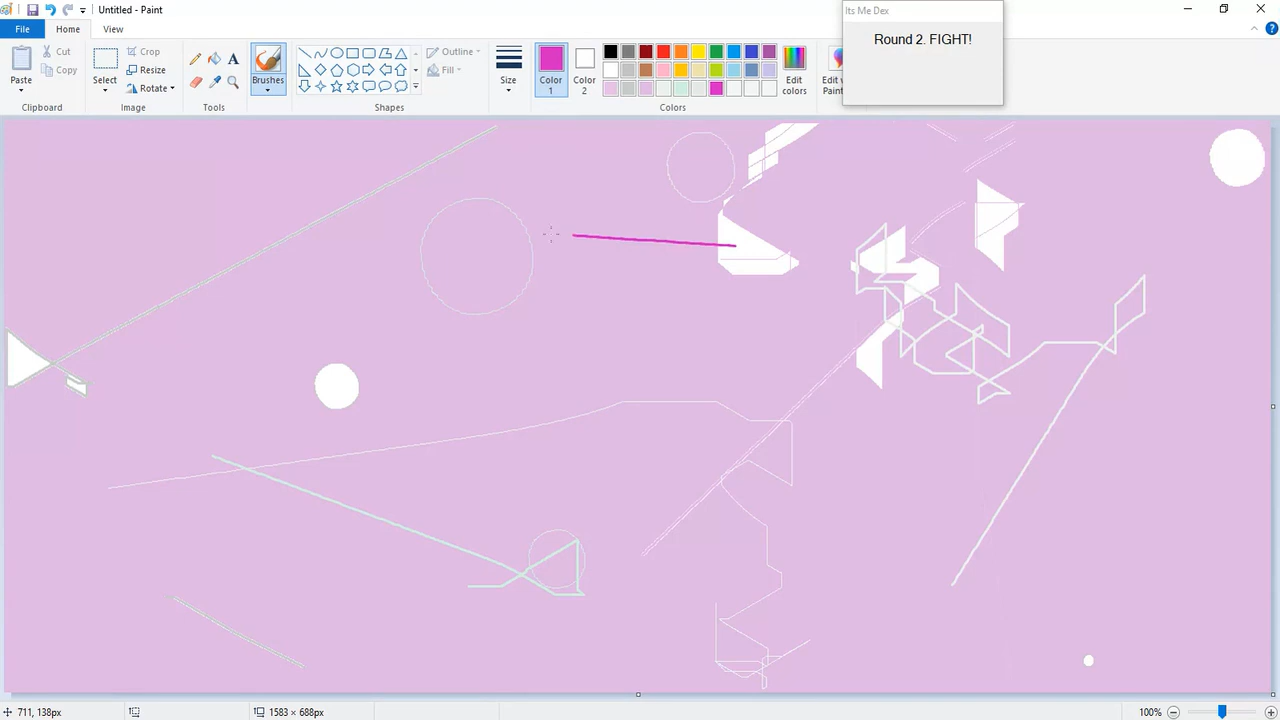 Untitled - Paint
Its Me Dex
File
Home
View
Round 2. FIGHT!
Paste
Cut
Copy
Clipboard
Select
Crop
Resize
Rotate
Image
A
Tools
Brushes
Shapes
Outline
Fill
Size
Color
1
Color
2
Colors
Edit
colors
Edit w
Paint
711, 138px
1583 × 688px
100%